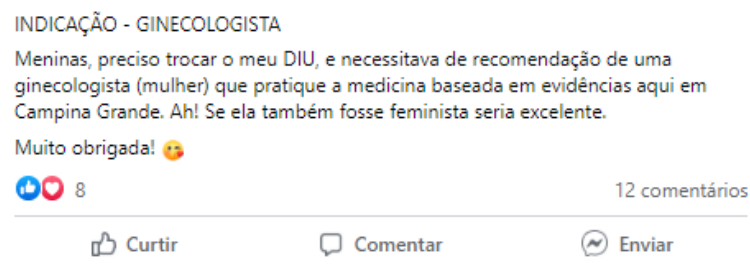 INDICAÇÃO - GINECOLOGISTA
Meninas, preciso trocar o meu DIU, e necessitava de recomendação de uma
ginecologista (mulher) que pratique a medicina baseada em evidências aqui em
Campina Grande. Ah! Se ela também fosse feminista seria excelente.
Muito obrigada! 😘
8 12 comentários
Curtir Comentar Enviar